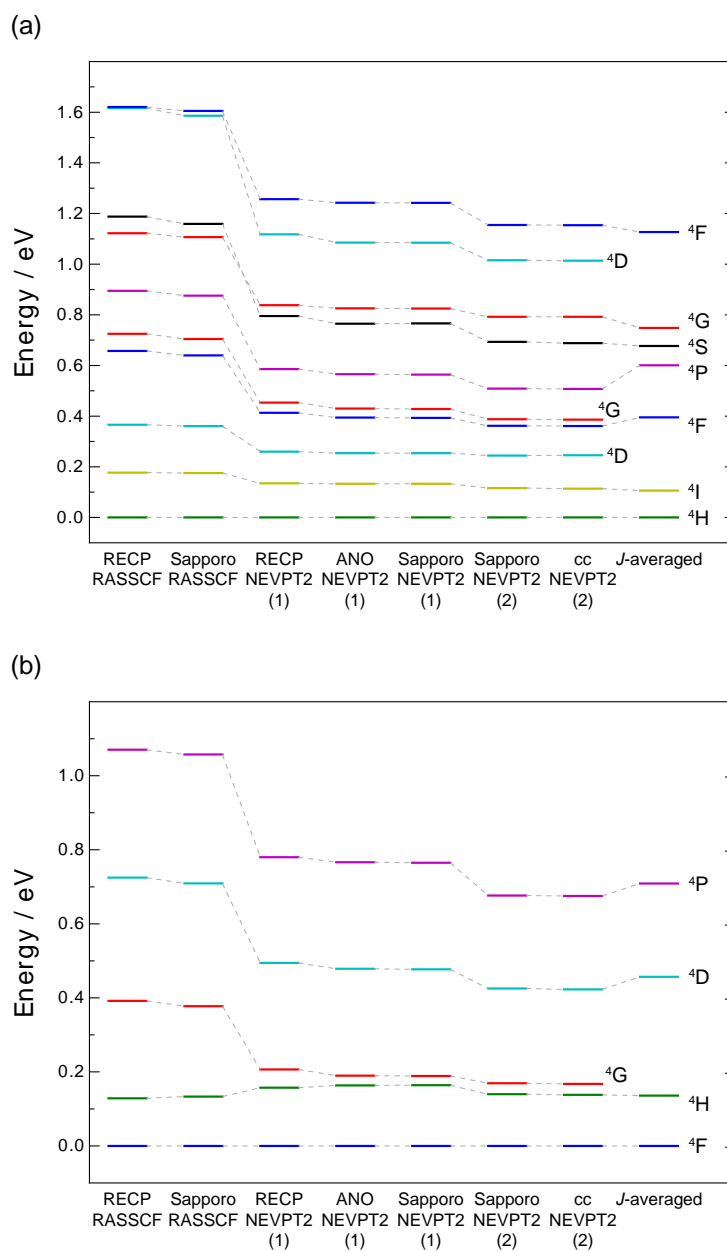 (a)
1.6
1.4
1.2
1.0
0.8
0.6
0.4
0.2
0.0
Energy / eV
⁴F
⁴D
⁴G
⁴S
⁴P
⁴G
⁴F
⁴D
⁴I
⁴H
RECP Sapporo RECP ANO Sapporo Sapporo cc J-averaged
RASSCF RASSCF NEVPT2 NEVPT2 NEVPT2 NEVPT2 NEVPT2
(1) (1) (1) (2) (2)
(b)
1.0
0.8
0.6
0.4
0.2
0.0
Energy / eV
⁴P
⁴D
⁴G
⁴H
⁴F
RECP Sapporo RECP ANO Sapporo Sapporo cc J-averaged
RASSCF RASSCF NEVPT2 NEVPT2 NEVPT2 NEVPT2 NEVPT2
(1) (1) (1) (2) (2)